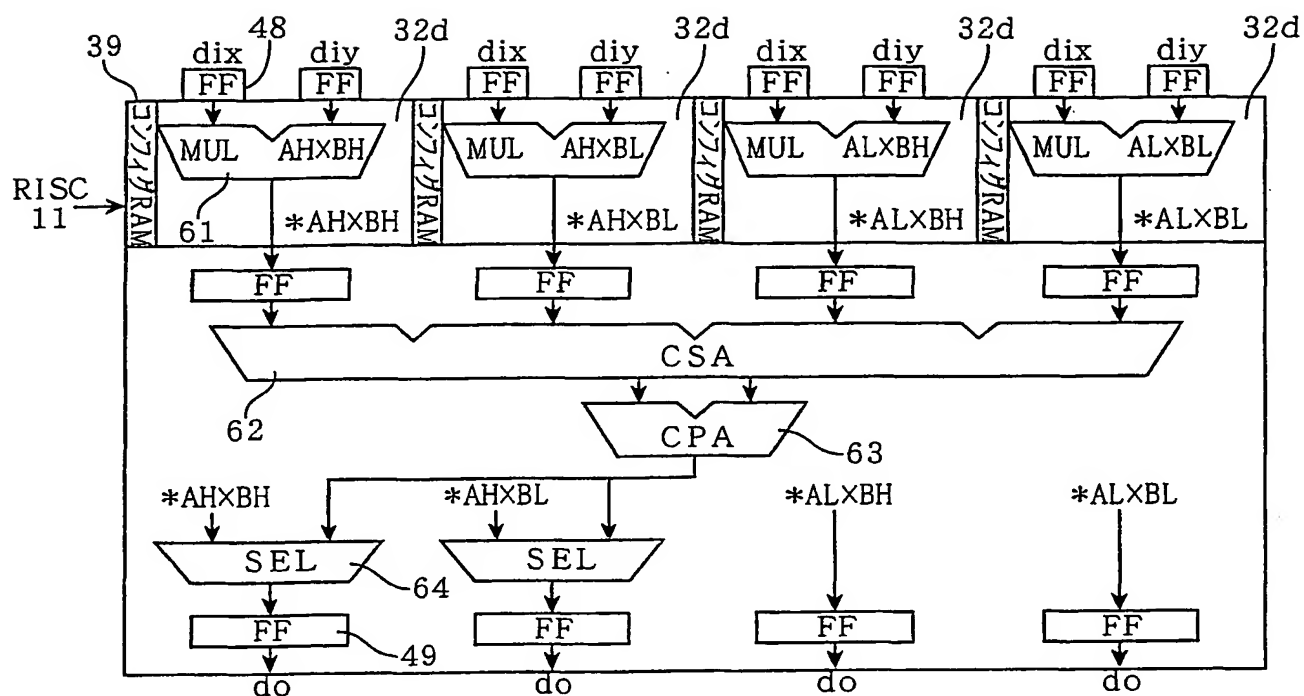 39 48 32d 32d 32d 32d
dix diy dix diy dix diy dix diy
FF FF FF FF FF FF FF FF
コンフィグRAM コンフィグRAM コンフィグRAM コンフィグRAM
MUL AH×BH MUL AH×BL MUL AL×BH MUL AL×BL
RISC
11
61
*AH×BH *AH×BL *AL×BH *AL×BL
FF FF FF FF
CSA
62
CPA
63
*AH×BH *AH×BL *AL×BH *AL×BL
SEL SEL
64
FF FF FF FF
49
do do do do